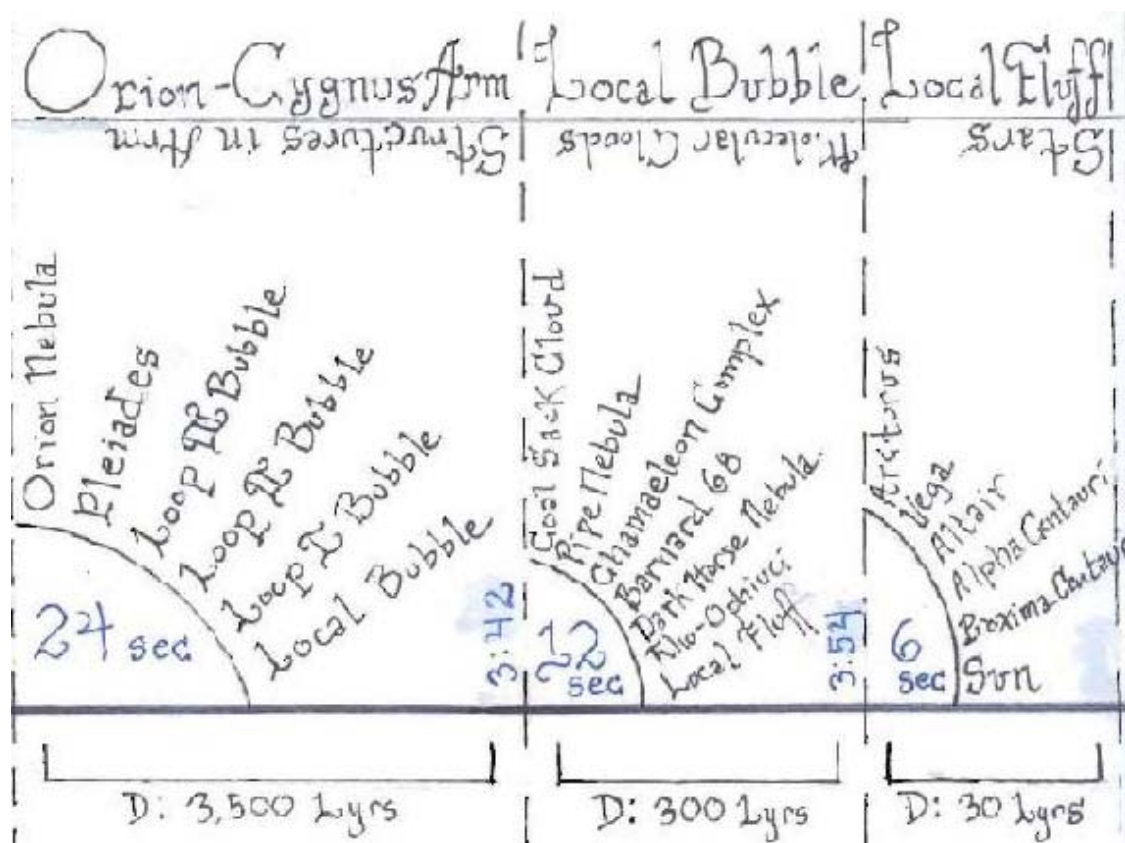 Orion-Cygnus Arm
Structures in Arm
Orion Nebula
Pleiades
Loop III Bubble
Loop II Bubble
Loop I Bubble
Local Bubble
24 sec
3:42
D: 3,500 Lyrs
Local Bubble
Molecular Clouds
Coal Sack Cloud
Pipe Nebula
Chamaeleon Complex
Barnard 68
Dark Horse Nebula
Rho-Ophiuci
Local Fluff
12 sec
3:54
D: 300 Lyrs
Local Fluff
Stars
Arcturus
Vega
Altair
Alpha Centauri
Proxima Centauri
Sun
6 sec
D: 30 Lyrs